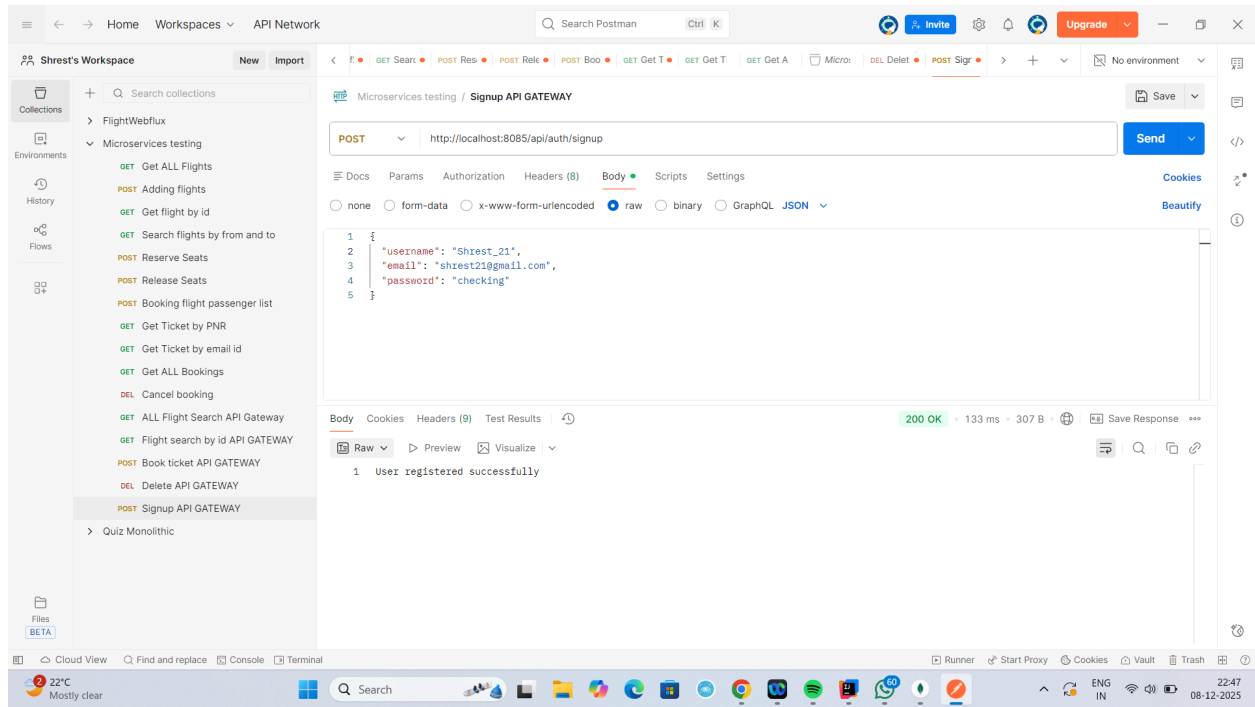 Home Workspaces API Network Search Postman Ctrl K Invite Upgrade
Shrest's Workspace New Import GET Searc POST Res POST Rele POST Boo GET Get T GET Get T GET Get A Micro DEL Delet POST Sigr No environment
Collections
Search collections
Microservices testing / Signup API GATEWAY Save
FlightWebflux
Environments
Microservices testing
POST http://localhost:8085/api/auth/signup Send
GET Get ALL Flights
Docs Params Authorization Headers (8) Body Scripts Settings Cookies
History
POST Adding flights
none form-data x-www-form-urlencoded raw binary GraphQL JSON Beautify
GET Get flight by id
Flows
GET Search flights by from and to
1 {
2 "username": "Shrest_21",
3 "email": "shrest21@gmail.com",
4 "password": "checking"
5 }
POST Reserve Seats
POST Release Seats
POST Booking flight passenger list
GET Get Ticket by PNR
GET Get Ticket by email id
GET Get ALL Bookings
DEL Cancel booking
GET ALL Flight Search API Gateway
GET Flight search by id API GATEWAY
POST Book ticket API GATEWAY
DEL Delete API GATEWAY
POST Signup API GATEWAY
Quiz Monolithic
Body Cookies Headers (9) Test Results 200 OK 133 ms 307 B e.g. Save Response
Raw Preview Visualize
1 User registered successfully
Files
BETA
Cloud View Find and replace Console Terminal Runner Start Proxy Cookies Vault Trash
2 22°C
Mostly clear
Search
60
ENG
IN
22:47
08-12-2025